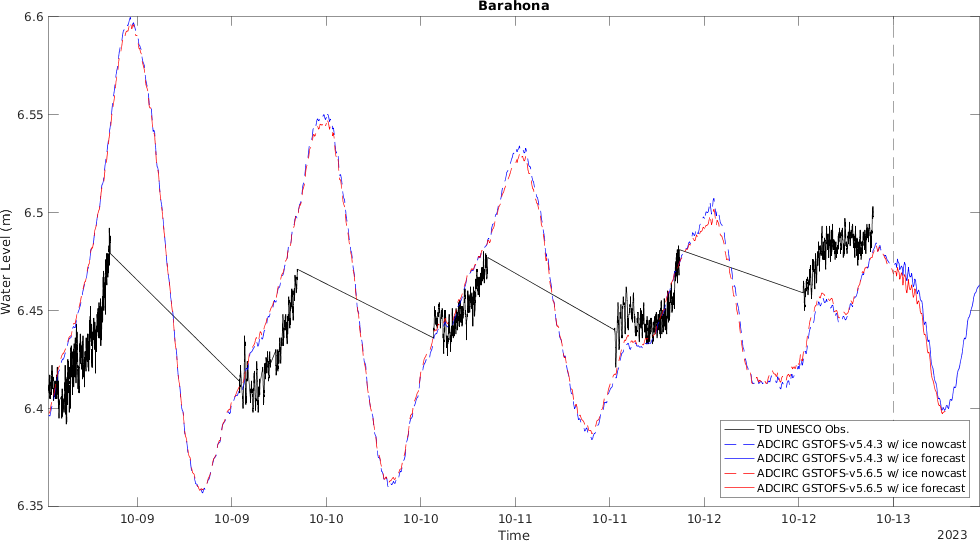 Barahona
6.6
6.55
6.5
6.45
6.4
6.35
Water Level (m)
TD UNESCO Obs.
ADCIRC GSTOFS-v5.4.3 w/ ice nowcast
ADCIRC GSTOFS-v5.4.3 w/ ice forecast
ADCIRC GSTOFS-v5.6.5 w/ ice nowcast
ADCIRC GSTOFS-v5.6.5 w/ ice forecast
10-09 10-09 10-10 10-10 10-11 10-11 10-12 10-12 10-13
Time
2023